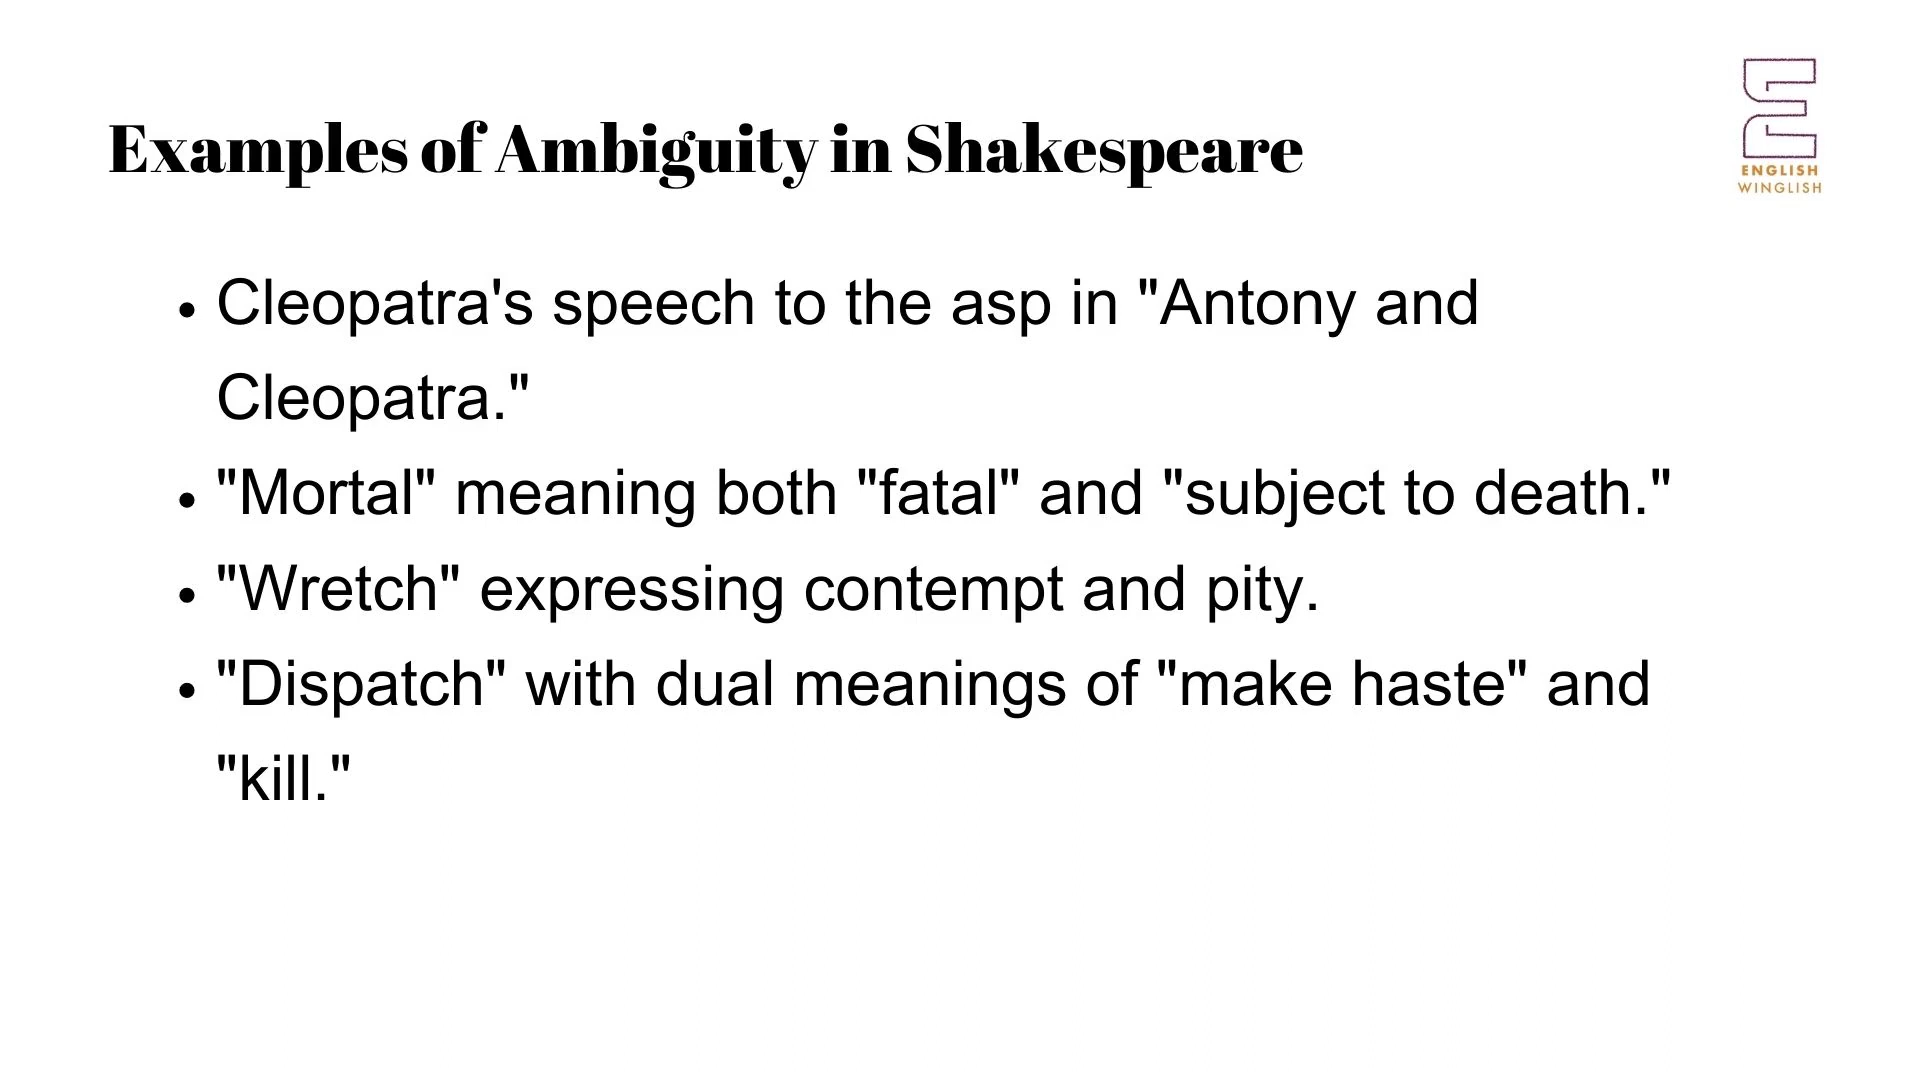 Examples of Ambiguity in Shakespeare
ENGLISH
WINGLISH
• Cleopatra's speech to the asp in "Antony and
Cleopatra."
• "Mortal" meaning both "fatal" and "subject to death."
• "Wretch" expressing contempt and pity.
• "Dispatch" with dual meanings of "make haste" and
"kill."